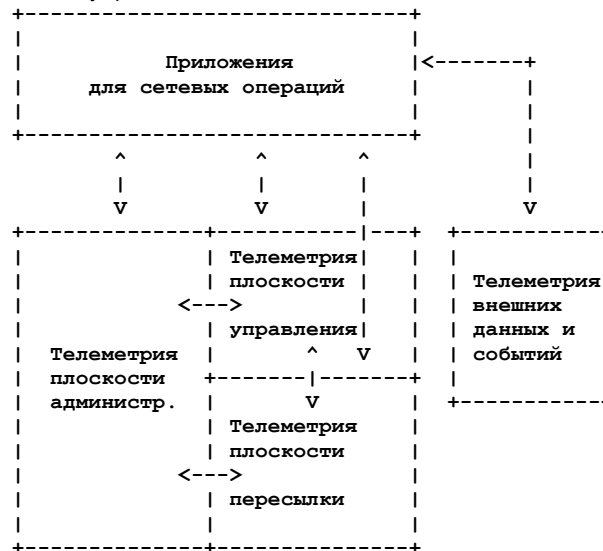 Приложения
для сетевых операций
Телеметрия
плоскости
управления
Телеметрия
внешних
данных и
событий
Телеметрия
плоскости
администр.
Телеметрия
плоскости
пересылки